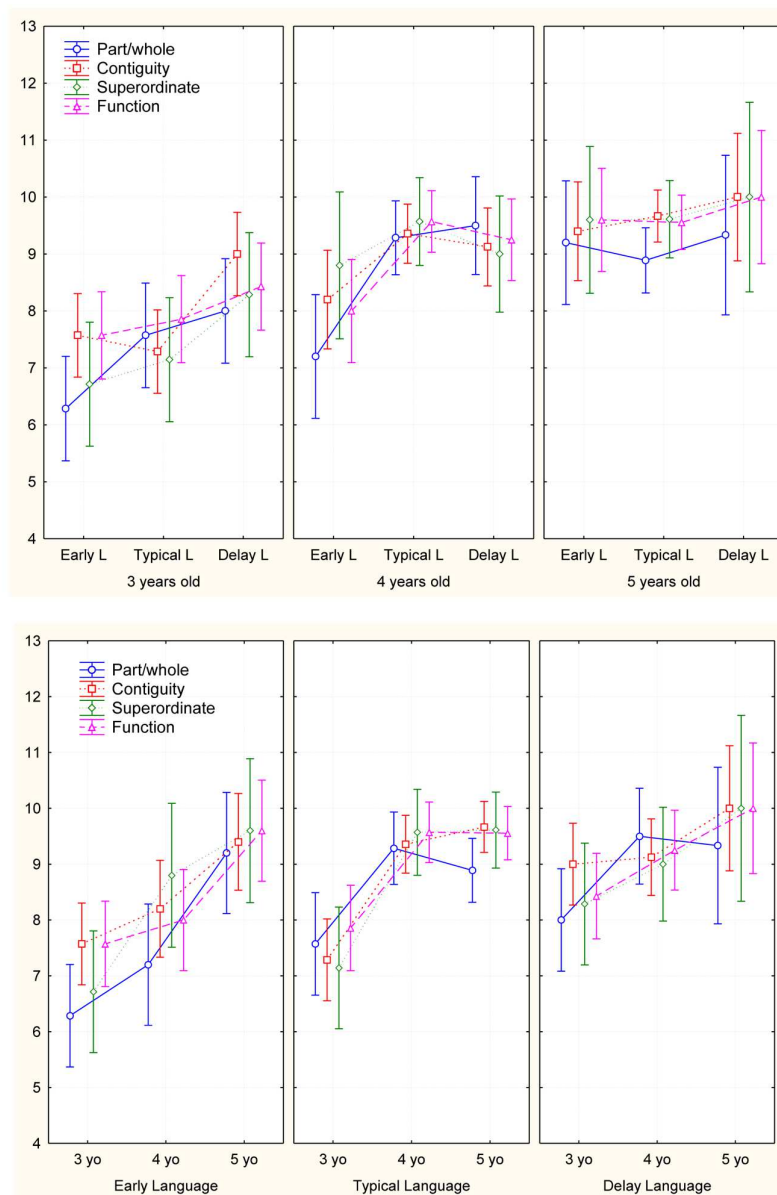 13
12
11
10
9
8
7
6
5
4
Part/whole
Contiguity
Superordinate
Function
Early L Typical L Delay L
3 years old
Early L Typical L Delay L
4 years old
Early L Typical L Delay L
5 years old
13
12
11
10
9
8
7
6
5
4
Part/whole
Contiguity
Superordinate
Function
3 yo 4 yo 5 yo
Early Language
3 yo 4 yo 5 yo
Typical Language
3 yo 4 yo 5 yo
Delay Language